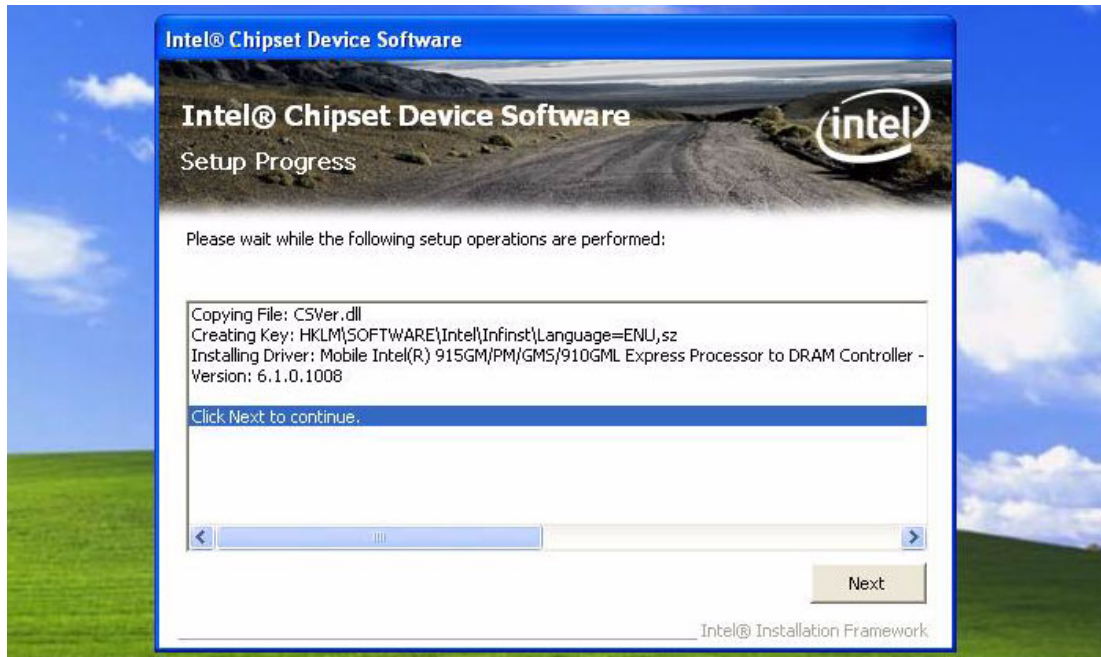 Intel® Chipset Device Software
Intel® Chipset Device Software
intel
Setup Progress
Please wait while the following setup operations are performed:
Copying File: CSVer.dll
Creating Key: HKLM\SOFTWARE\Intel\Infinst\Language=ENU,sz
Installing Driver: Mobile Intel(R) 915GM/PM/GMS/910GML Express Processor to DRAM Controller -
Version: 6.1.0.1008
Click Next to continue.
Next
Intel® Installation Framework